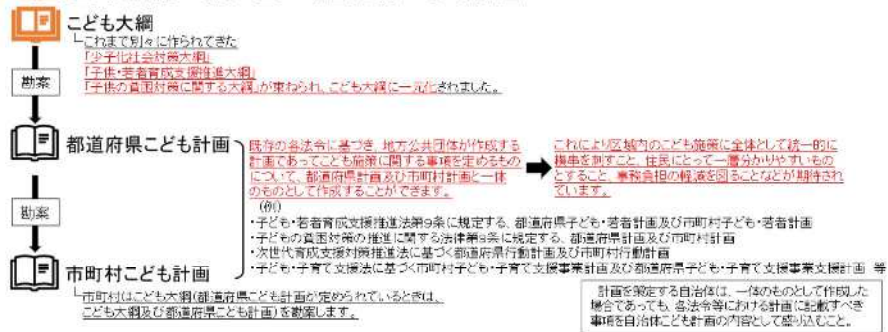 こども大綱
└これまで別々に作られてきた
「少子化社会対策大綱」
「子供・若者育成支援推進大綱」
「子供の貧困対策に関する大綱」が束ねられ、こども大綱に一元化されました。
勘案
都道府県こども計画
既存の各法令に基づき、地方公共団体が作成する
計画であってこども施策に関する事項を定めるもの
について、都道府県計画及び市町村計画と一体
のものとして作成することができます。
これにより区域内のこども施策に全体として統一的に
横串を刺すこと、住民にとって一層分かりやすいもの
とすること、事務負担の軽減を図ることなどが期待され
ています。
(例)
・子ども・若者育成支援推進法第9条に規定する、都道府県子ども・若者計画及び市町村子ども・若者計画
・子どもの貧困対策の推進に関する法律第9条に規定する、都道府県計画及び市町村計画
・次世代育成支援対策推進法に基づく都道府県行動計画及び市町村行動計画
・子ども・子育て支援法に基づく市町村子ども・子育て支援事業計画及び都道府県子ども・子育て支援事業支援計画 等
勘案
市町村こども計画
└市町村はこども大綱(都道府県こども計画が定められているときは、
こども大綱及び都道府県こども計画)を勘案します。
計画を策定する自治体は、一体のものとして作成した
場合であっても、各法令等における計画に記載すべき
事項を自治体こども計画の内容として盛り込むこと。